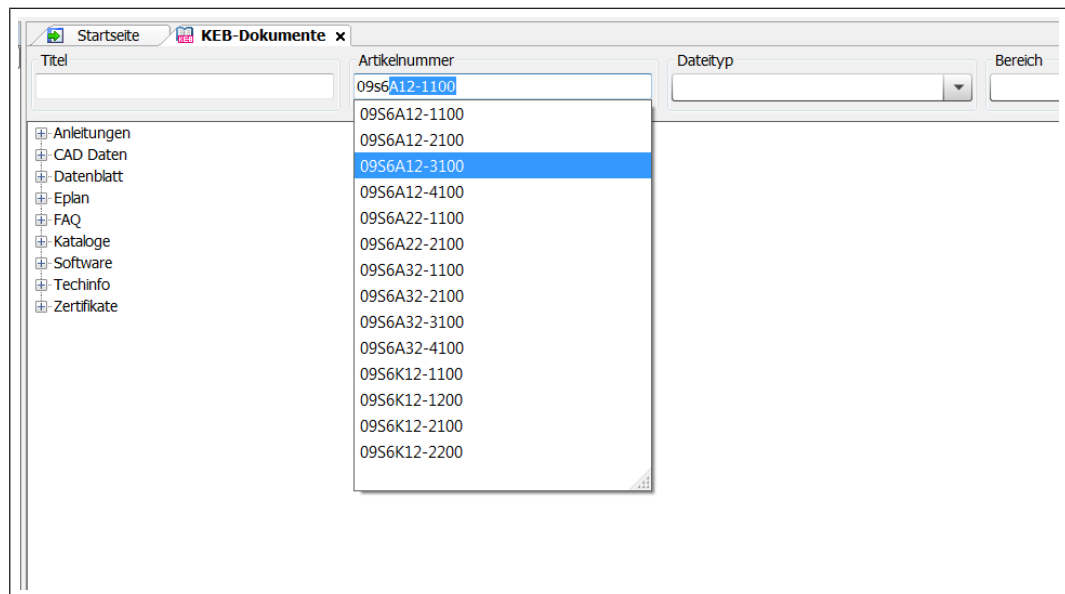 Startseite KEB KEB-Dokumente x
Titel Artikelnummer Dateityp Bereich
09s6A12-1100
09S6A12-1100
09S6A12-2100
09S6A12-3100
09S6A12-4100
09S6A22-1100
09S6A22-2100
09S6A32-1100
09S6A32-2100
09S6A32-3100
09S6A32-4100
09S6K12-1100
09S6K12-1200
09S6K12-2100
09S6K12-2200
Anleitungen
CAD Daten
Datenblatt
Eplan
FAQ
Kataloge
Software
Techinfo
Zertifikate